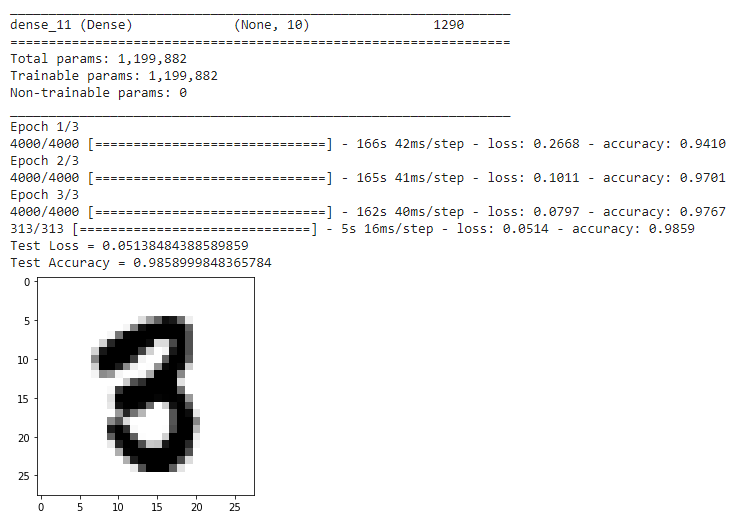 _________________________________________________________________
dense_11 (Dense)             (None, 10)                1290
=================================================================
Total params: 1,199,882
Trainable params: 1,199,882
Non-trainable params: 0
_________________________________________________________________
Epoch 1/3
4000/4000 [==============================] - 166s 42ms/step - loss: 0.2668 - accuracy: 0.9410
Epoch 2/3
4000/4000 [==============================] - 165s 41ms/step - loss: 0.1011 - accuracy: 0.9701
Epoch 3/3
4000/4000 [==============================] - 162s 40ms/step - loss: 0.0797 - accuracy: 0.9767
313/313 [==============================] - 5s 16ms/step - loss: 0.0514 - accuracy: 0.9859
Test Loss = 0.05138484388589859
Test Accuracy = 0.9858999848365784
0
5
10
15
20
25
0 5 10 15 20 25